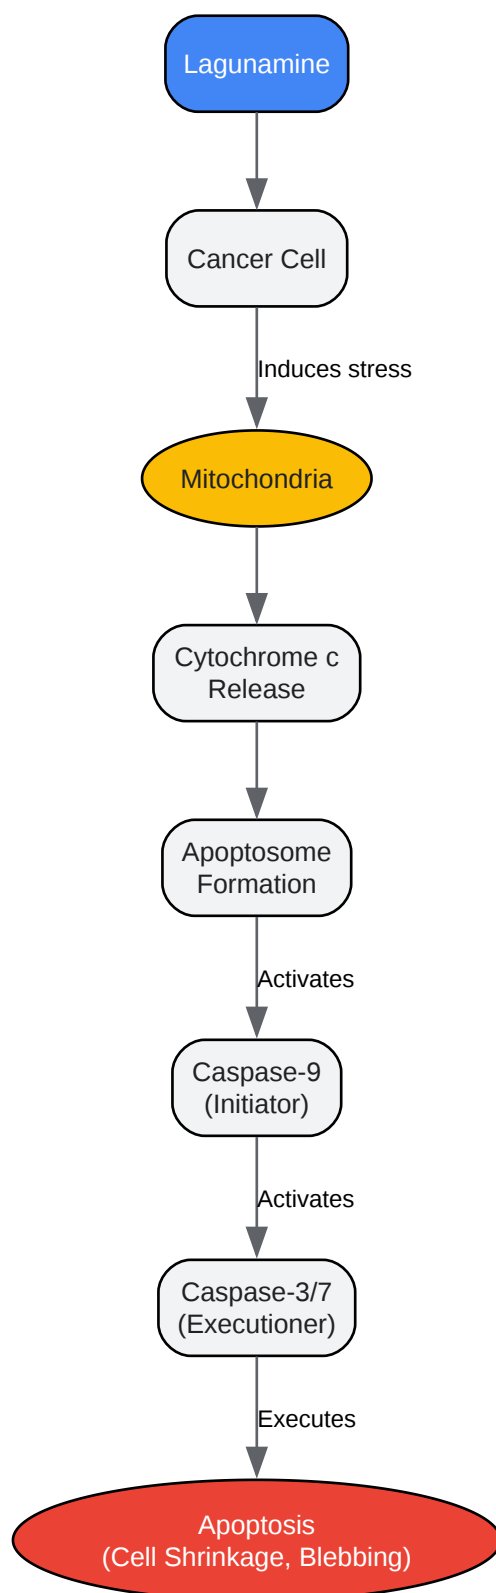 Lagunamine
Cancer Cell
Induces stress
Mitochondria
Cytochrome c
Release
Apoptosome
Formation
Activates
Caspase-9
(Initiator)
Activates
Caspase-3/7
(Executioner)
Executes
Apoptosis
(Cell Shrinkage, Blebbing)